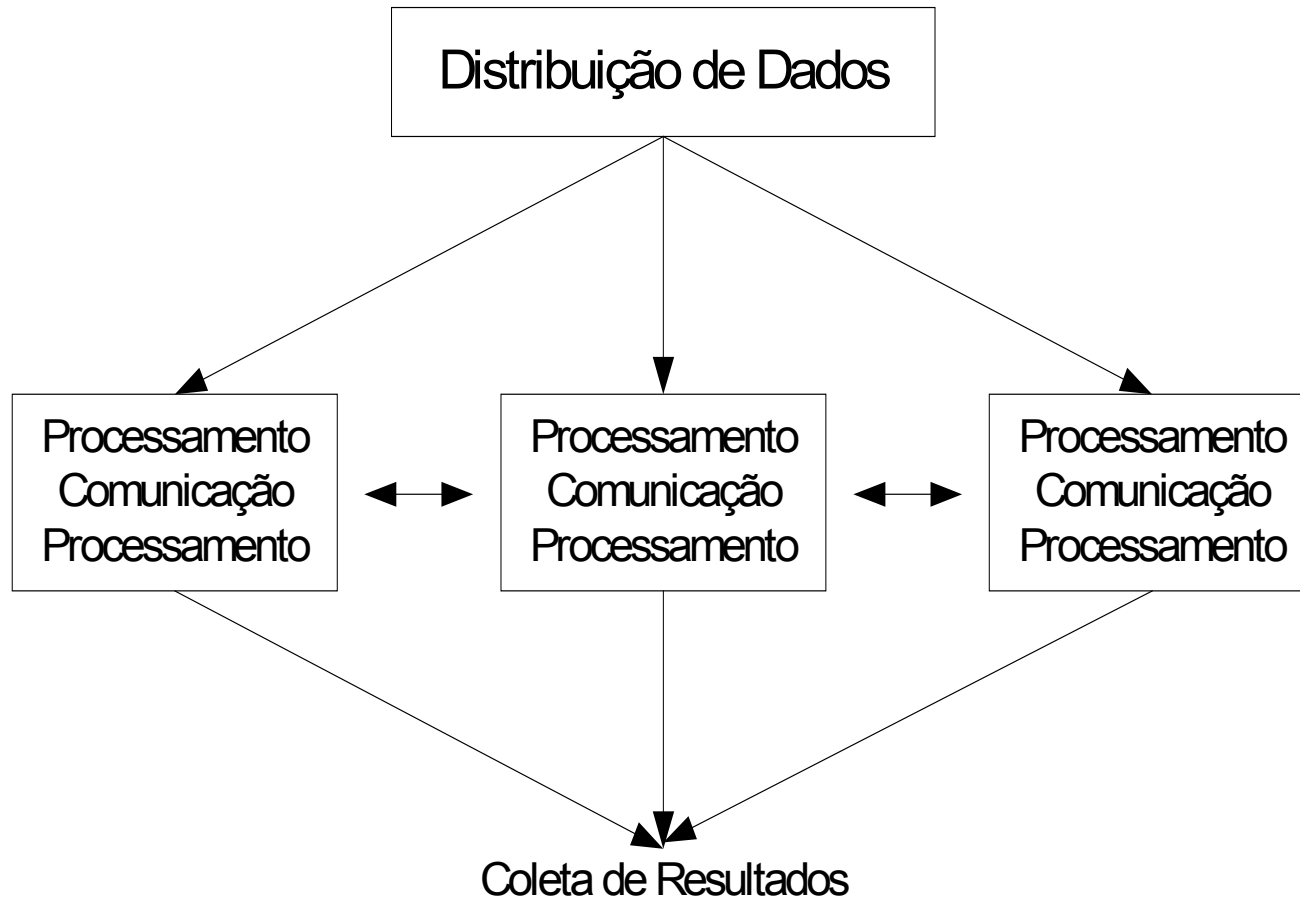 Distribuição de Dados
Processamento
Comunicação
Processamento
Processamento
Comunicação
Processamento
Processamento
Comunicação
Processamento
Coleta de Resultados